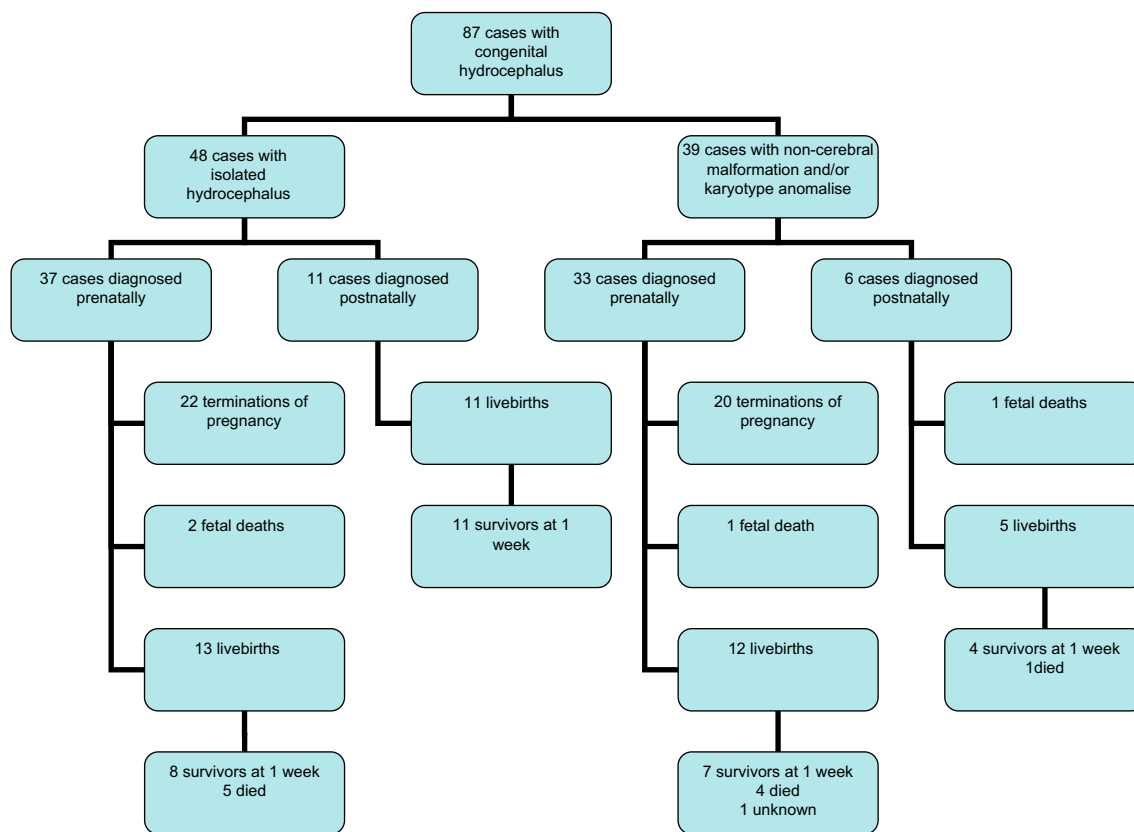 87 cases with
congenital
hydrocephalus
48 cases with
isolated
hydrocephalus
39 cases with non-cerebral
malformation and/or
karyotype anomalise
37 cases diagnosed
prenatally
11 cases diagnosed
postnatally
33 cases diagnosed
prenatally
6 cases diagnosed
postnatally
22 terminations of
pregnancy
11 livebirths
20 terminations of
pregnancy
1 fetal deaths
2 fetal deaths
11 survivors at 1
week
1 fetal death
5 livebirths
13 livebirths
12 livebirths
4 survivors at 1 week
1died
8 survivors at 1 week
5 died
7 survivors at 1 week
4 died
1 unknown